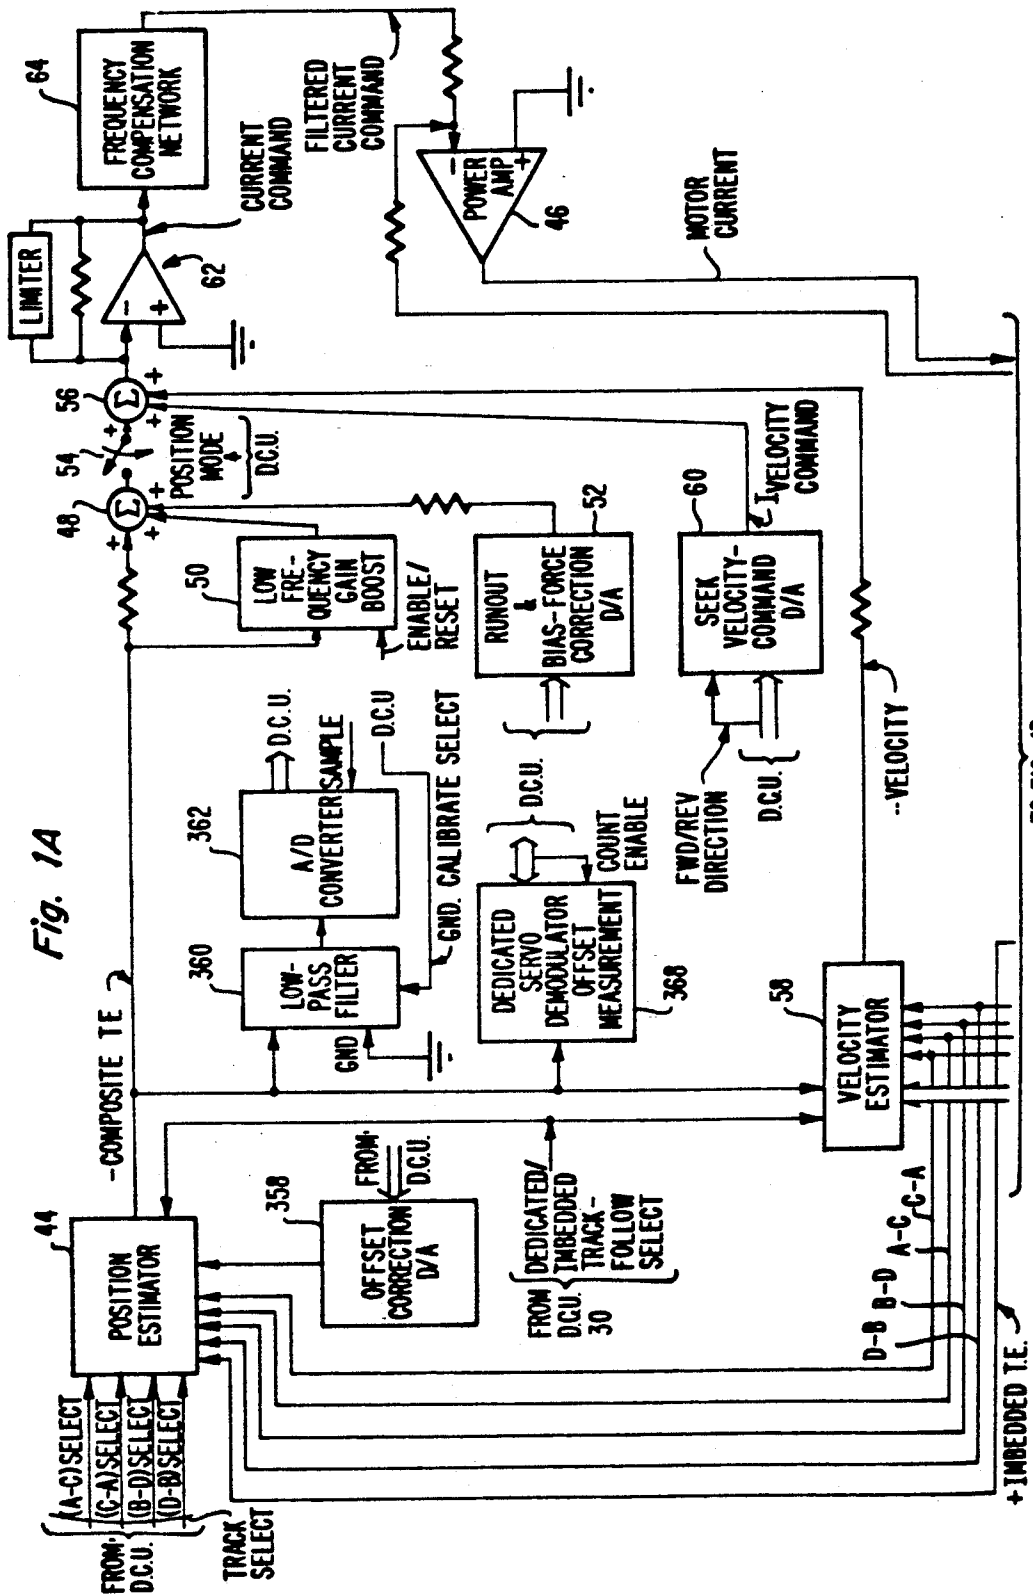 Fig. 1A
(A-C)SELECT
(C-A)SELECT
(B-D)SELECT
(D-B)SELECT
FROM
D.C.U.
TRACK
SELECT
44
POSITION
ESTIMATOR
-COMPOSITE TE
358
OFFSET
CORRECTION
D/A
FROM
D.C.U.
FROM
D.C.U.
30
DEDICATED/
IMBEDDED
TRACK-
FOLLOW
SELECT
D-B
B-D
A-C
C-A
+IMBEDDED T.E.
360
LOW-
PASS
FILTER
GND
362
A/D
CONVERTER
SAMPLE
D.C.U.
D.C.U
GND. CALIBRATE SELECT
DEDICATED
SERVO
DEMODULATOR
OFFSET
MEASUREMENT
368
D.C.U.
COUNT
ENABLE
58
VELOCITY
ESTIMATOR
--VELOCITY
50
LOW
FRE-
QUENCY
GAIN
BOOST
ENABLE/
RESET
RUNOUT
&
BIAS-FORCE
CORRECTION
D/A
52
D.C.U.
60
SEEK
VELOCITY-
COMMAND
D/A
FWD/REV
DIRECTION
D.C.U.
I VELOCITY
COMMAND
48
Σ
+
+
+
54
POSITION
MODE
D.C.U.
56
Σ
+
+
+
LIMITER
-
+
62
CURRENT
COMMAND
64
FREQUENCY
COMPENSATION
NETWORK
FILTERED
CURRENT
COMMAND
-
+
POWER
AMP
46
MOTOR
CURRENT